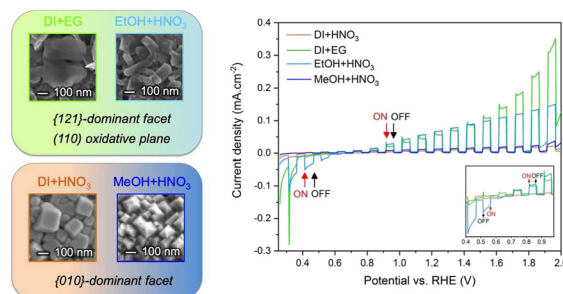 DI+EG
EtOH+HNO₃
100 nm
100 nm
{121}-dominant facet
(110) oxidative plane
DI+HNO₃
MeOH+HNO₃
100 nm
100 nm
{010}-dominant facet
Current density (mA.cm⁻²)
0.4
0.3
0.2
0.1
0.0
-0.1
-0.2
-0.3
DI+HNO₃
DI+EG
EtOH+HNO₃
MeOH+HNO₃
ON OFF
ON OFF
ON OFF
ON
OFF
0.4 0.5 0.6 0.7 0.8 0.9
0.4 0.6 0.8 1.0 1.2 1.4 1.6 1.8 2.0
Potential vs. RHE (V)